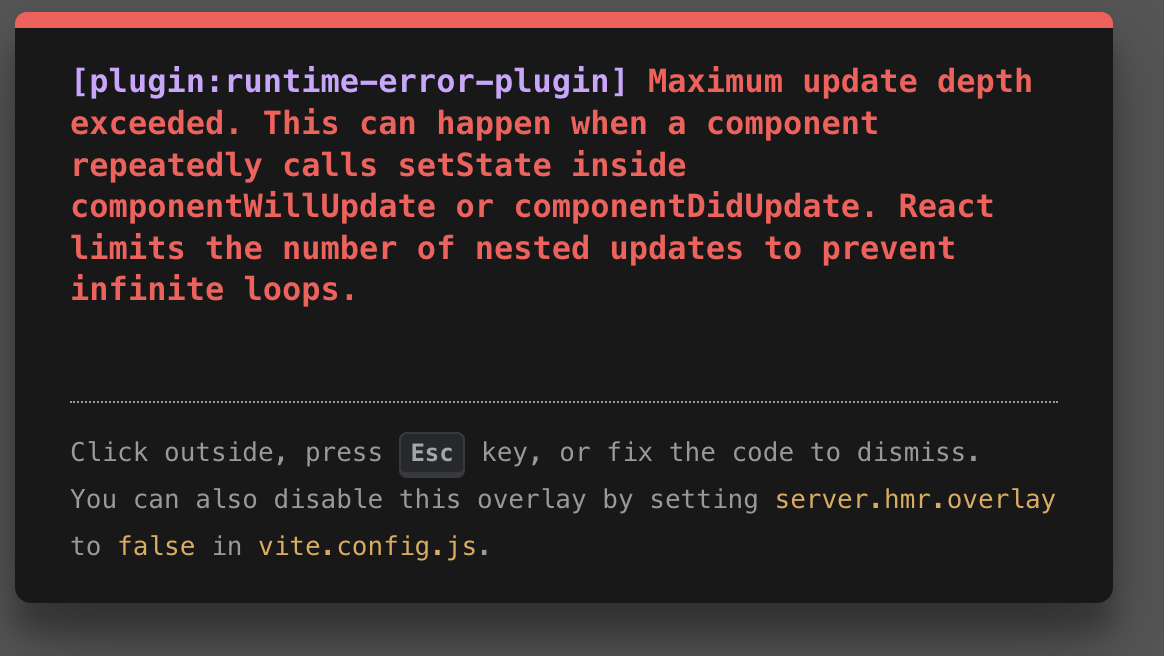 [plugin:runtime-error-plugin] Maximum update depth
exceeded. This can happen when a component
repeatedly calls setState inside
componentWillUpdate or componentDidUpdate. React
limits the number of nested updates to prevent
infinite loops.
Click outside, press Esc key, or fix the code to dismiss.
You can also disable this overlay by setting server.hmr.overlay
to false in vite.config.js.